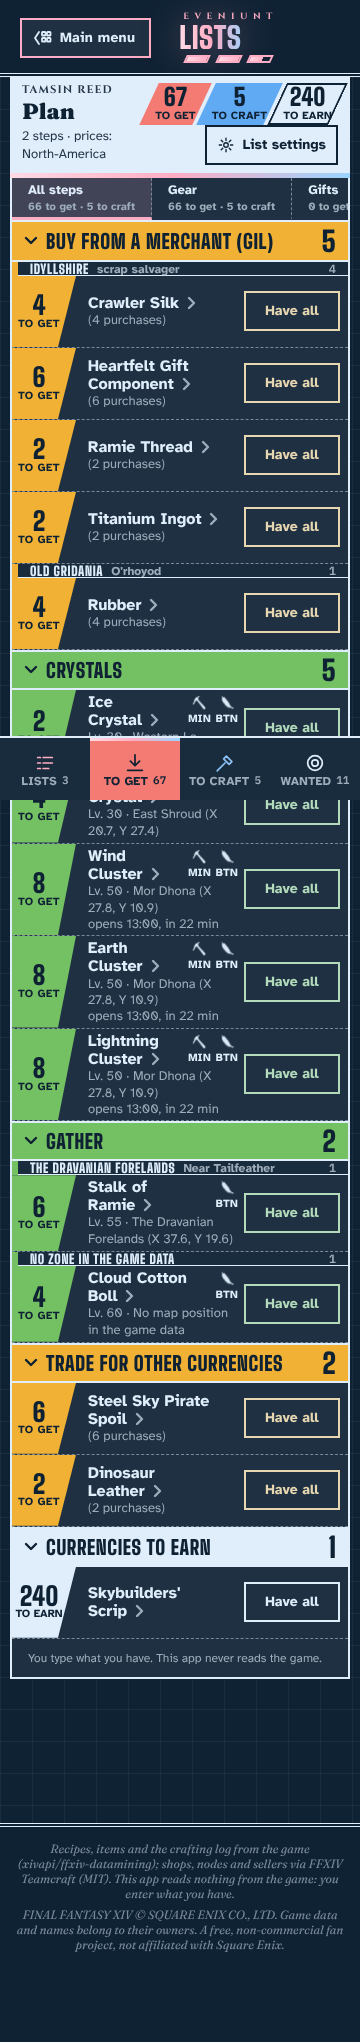 Main menu
EVENIUNT
LISTS
TAMSIN REED
Plan
2 steps · prices:
North-America
67
TO GET
5
TO CRAFT
240
TO EARN
List settings
All steps
66 to get · 5 to craft
Gear
66 to get · 5 to craft
Gifts
0 to get
BUY FROM A MERCHANT (GIL) 5
IDYLLSHIRE scrap salvager 4
4
TO GET
Crawler Silk
(4 purchases)
Have all
6
TO GET
Heartfelt Gift
Component
(6 purchases)
Have all
2
TO GET
Ramie Thread
(2 purchases)
Have all
2
TO GET
Titanium Ingot
(2 purchases)
Have all
OLD GRIDANIA O'rhoyod 1
4
TO GET
Rubber
(4 purchases)
Have all
CRYSTALS 5
2
Ice
Crystal
MIN BTN
Have all
LISTS 3
TO GET 67
TO CRAFT 5
WANTED 11
4
TO GET
Crystal
Lv. 30 · East Shroud (X
20.7, Y 27.4)
Have all
8
TO GET
Wind
Cluster
MIN BTN
Lv. 50 · Mor Dhona (X
27.8, Y 10.9)
opens 13:00, in 22 min
Have all
8
TO GET
Earth
Cluster
MIN BTN
Lv. 50 · Mor Dhona (X
27.8, Y 10.9)
opens 13:00, in 22 min
Have all
8
TO GET
Lightning
Cluster
MIN BTN
Lv. 50 · Mor Dhona (X
27.8, Y 10.9)
opens 13:00, in 22 min
Have all
GATHER 2
THE DRAVANIAN FORELANDS Near Tailfeather 1
6
TO GET
Stalk of
Ramie
BTN
Lv. 55 · The Dravanian
Forelands (X 37.6, Y 19.6)
Have all
NO ZONE IN THE GAME DATA 1
4
TO GET
Cloud Cotton
Boll
BTN
Lv. 60 · No map position
in the game data
Have all
TRADE FOR OTHER CURRENCIES 2
6
TO GET
Steel Sky Pirate
Spoil
(6 purchases)
Have all
2
TO GET
Dinosaur
Leather
(2 purchases)
Have all
CURRENCIES TO EARN 1
240
TO EARN
Skybuilders'
Scrip
Have all
You type what you have. This app never reads the game.
Recipes, items and the crafting log from the game
(xivapi/ffxiv-datamining); shops, nodes and sellers via FFXIV
Teamcraft (MIT). This app reads nothing from the game: you
enter what you have.
FINAL FANTASY XIV © SQUARE ENIX CO., LTD. Game data
and names belong to their owners. A free, non-commercial fan
project, not affiliated with Square Enix.